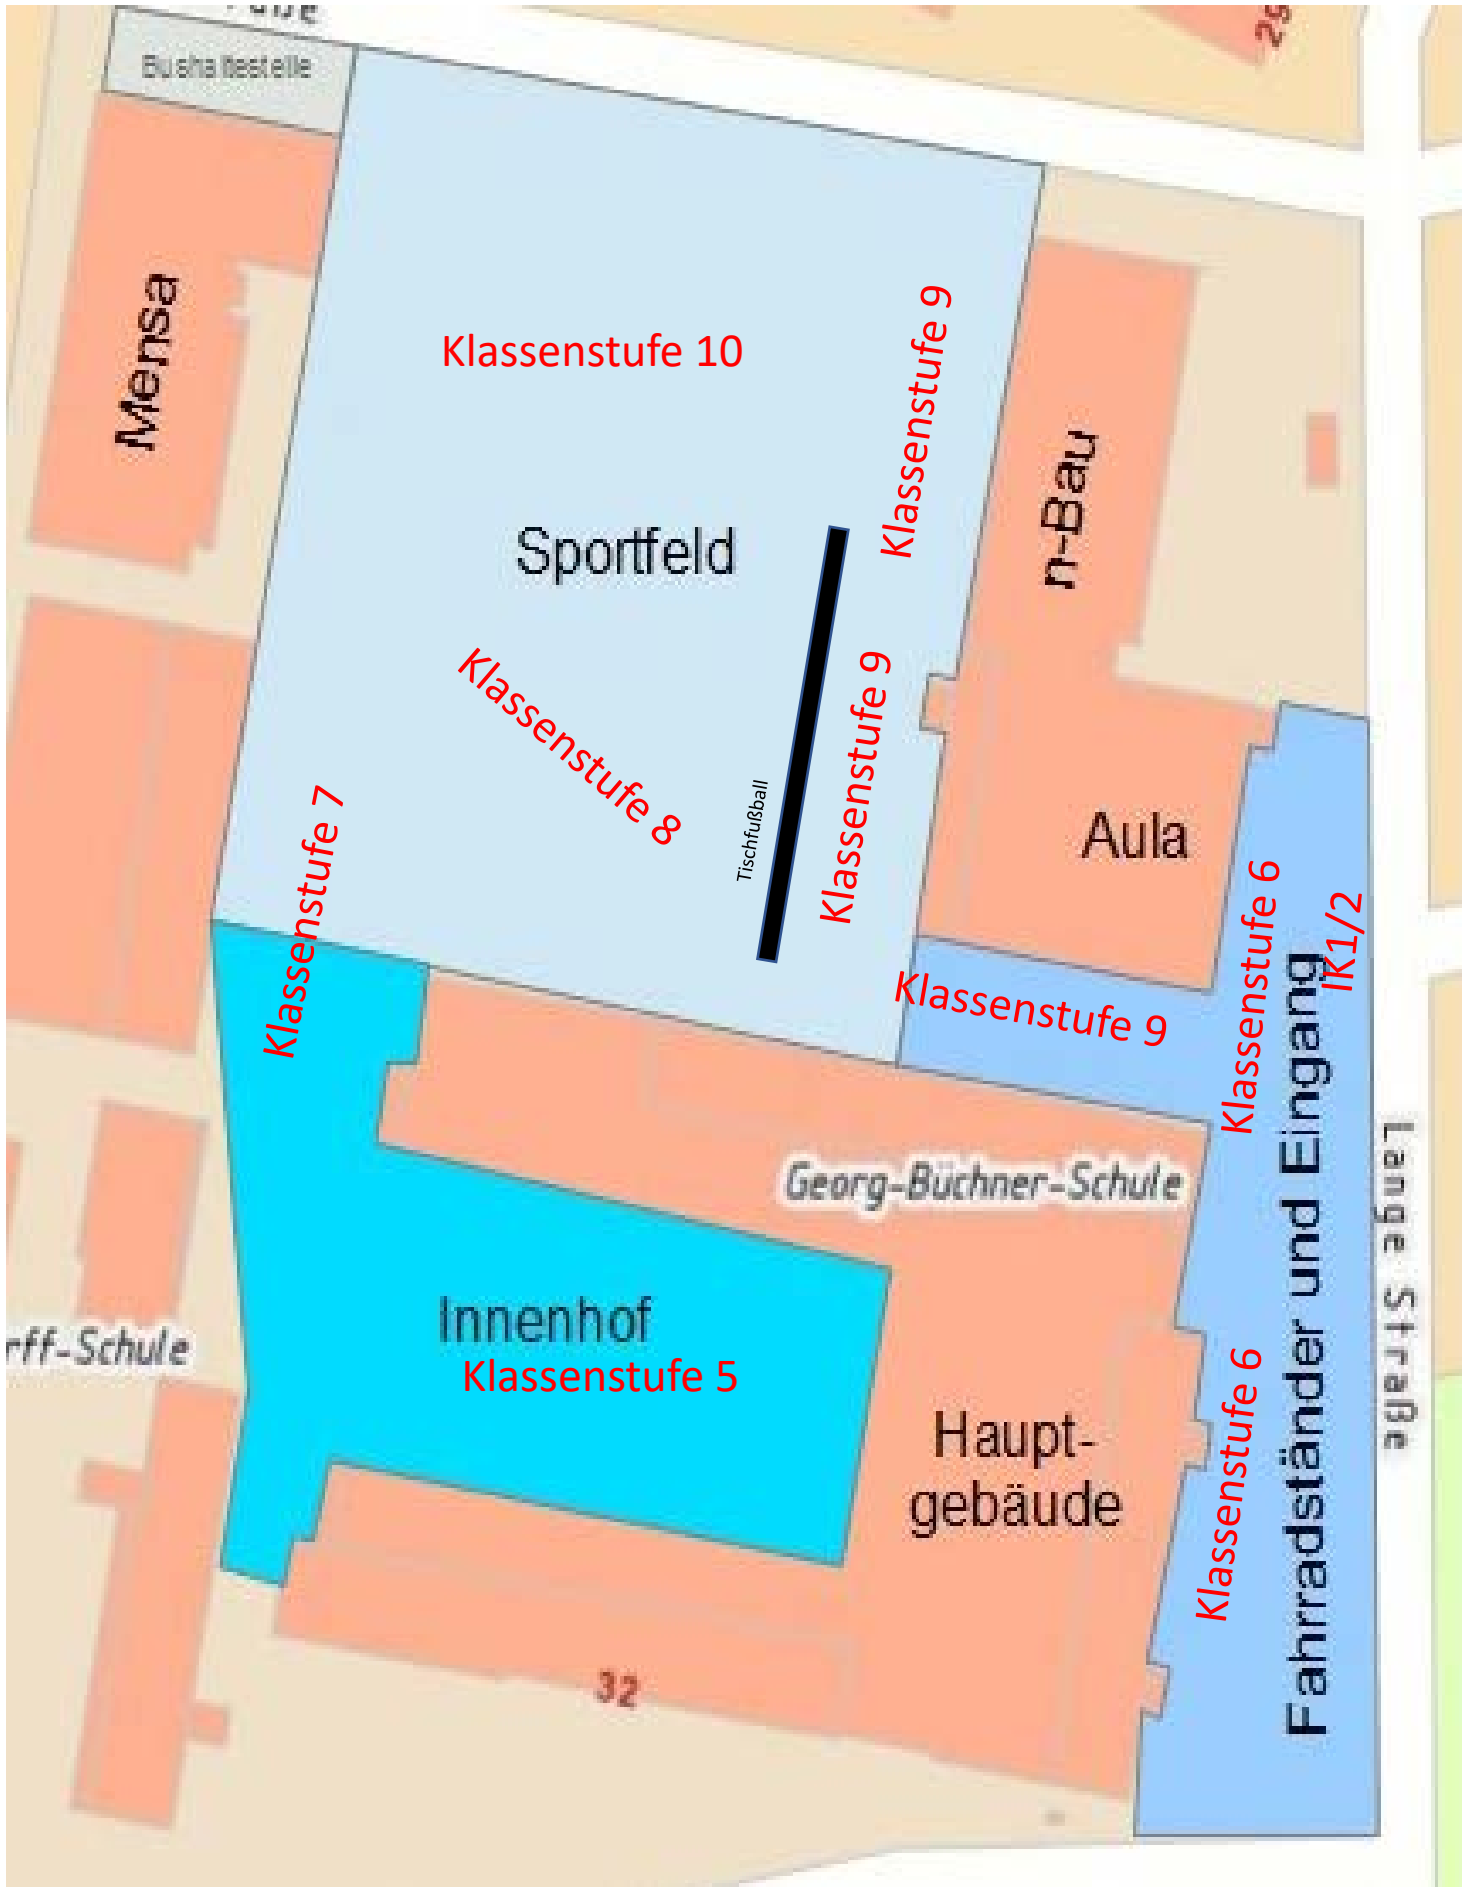 Bushaltestelle
29
Mensa
Klassenstufe 10
Klassenstufe 9
n-Bau
Sportfeld
Klassenstufe 8
Tischfußball
Klassenstufe 9
Klassenstufe 7
Aula
Klassenstufe 6
IK1/2
Klassenstufe 9
Fahrradständer und Eingang
Lange Straße
Georg-Büchner-Schule
Innenhof
Klassenstufe 5
rff-Schule
Haupt-
gebäude
Klassenstufe 6
32